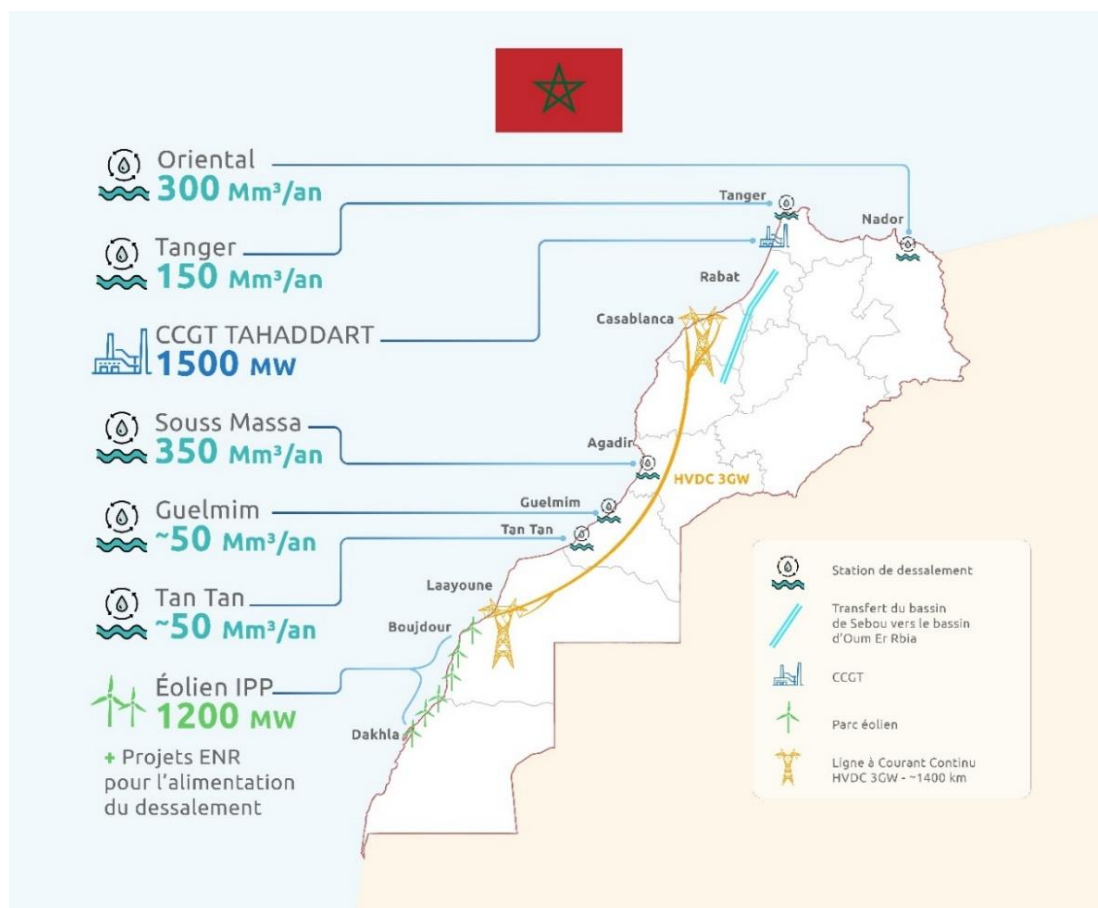 Oriental
300 Mm³/an
Tanger
150 Mm³/an
CCGT TAHADDART
1500 MW
Souss Massa
350 Mm³/an
Guelmim
~50 Mm³/an
Tan Tan
~50 Mm³/an
Éolien IPP
1200 MW
+ Projets ENR
pour l'alimentation
du dessalement
Tanger
Nador
Rabat
Casablanca
Agadir
HVDC 3GW
Guelmim
Tan Tan
Laayoune
Boujdour
Dakhla
Station de dessalement
Transfert du bassin
de Sebou vers le bassin
d'Oum Er Rbia
CCGT
Parc éolien
Ligne à Courant Continu
HVDC 3GW - ~1400 km